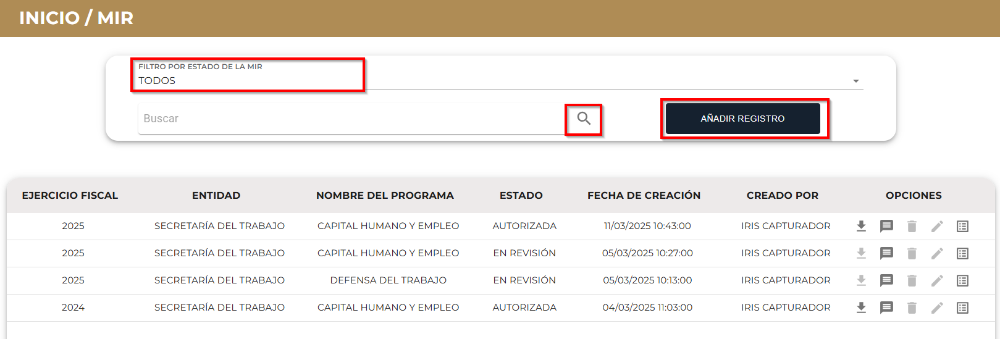 INICIO / MIR
FILTRO POR ESTADO DE LA MIR
TODOS
Buscar
AÑADIR REGISTRO
EJERCICIO FISCAL ENTIDAD NOMBRE DEL PROGRAMA ESTADO FECHA DE CREACIÓN CREADO POR OPCIONES
2025 SECRETARÍA DEL TRABAJO CAPITAL HUMANO Y EMPLEO AUTORIZADA 11/03/2025 10:43:00 IRIS CAPTURADOR
2025 SECRETARÍA DEL TRABAJO CAPITAL HUMANO Y EMPLEO EN REVISIÓN 05/03/2025 10:27:00 IRIS CAPTURADOR
2025 SECRETARÍA DEL TRABAJO DEFENSA DEL TRABAJO EN REVISIÓN 05/03/2025 10:13:00 IRIS CAPTURADOR
2024 SECRETARÍA DEL TRABAJO CAPITAL HUMANO Y EMPLEO AUTORIZADA 04/03/2025 11:03:00 IRIS CAPTURADOR